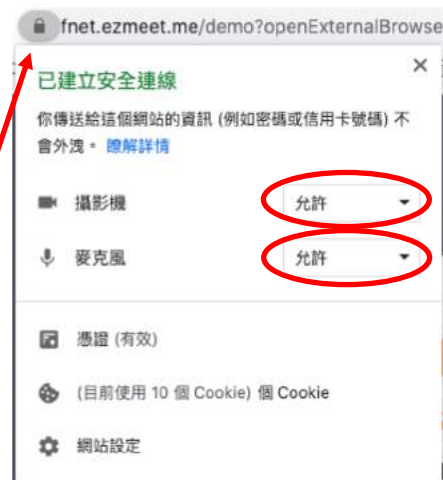 fnet.ezmeet.me/demo?openExternalBrowse
已建立安全連線
你傳送給這個網站的資訊 (例如密碼或信用卡號碼) 不
會外洩。 瞭解詳情
攝影機 允許
麥克風 允許
憑證 (有效)
(目前使用 10 個 Cookie) 個 Cookie
網站設定